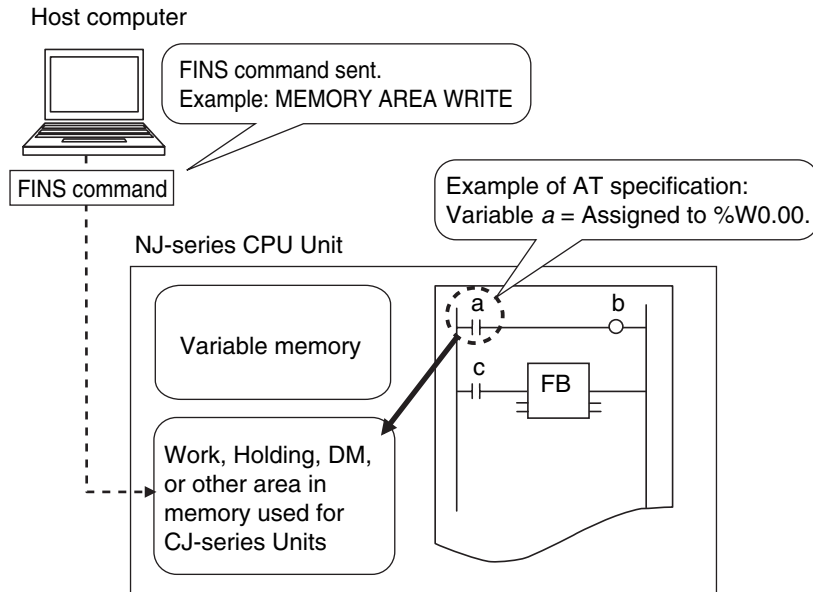 Host computer
FINS command sent.
Example: MEMORY AREA WRITE
FINS command
Example of AT specification:
Variable a = Assigned to %W0.00.
NJ-series CPU Unit
a
b
Variable memory
c
FB
Work, Holding, DM,
or other area in
memory used for
CJ-series Units